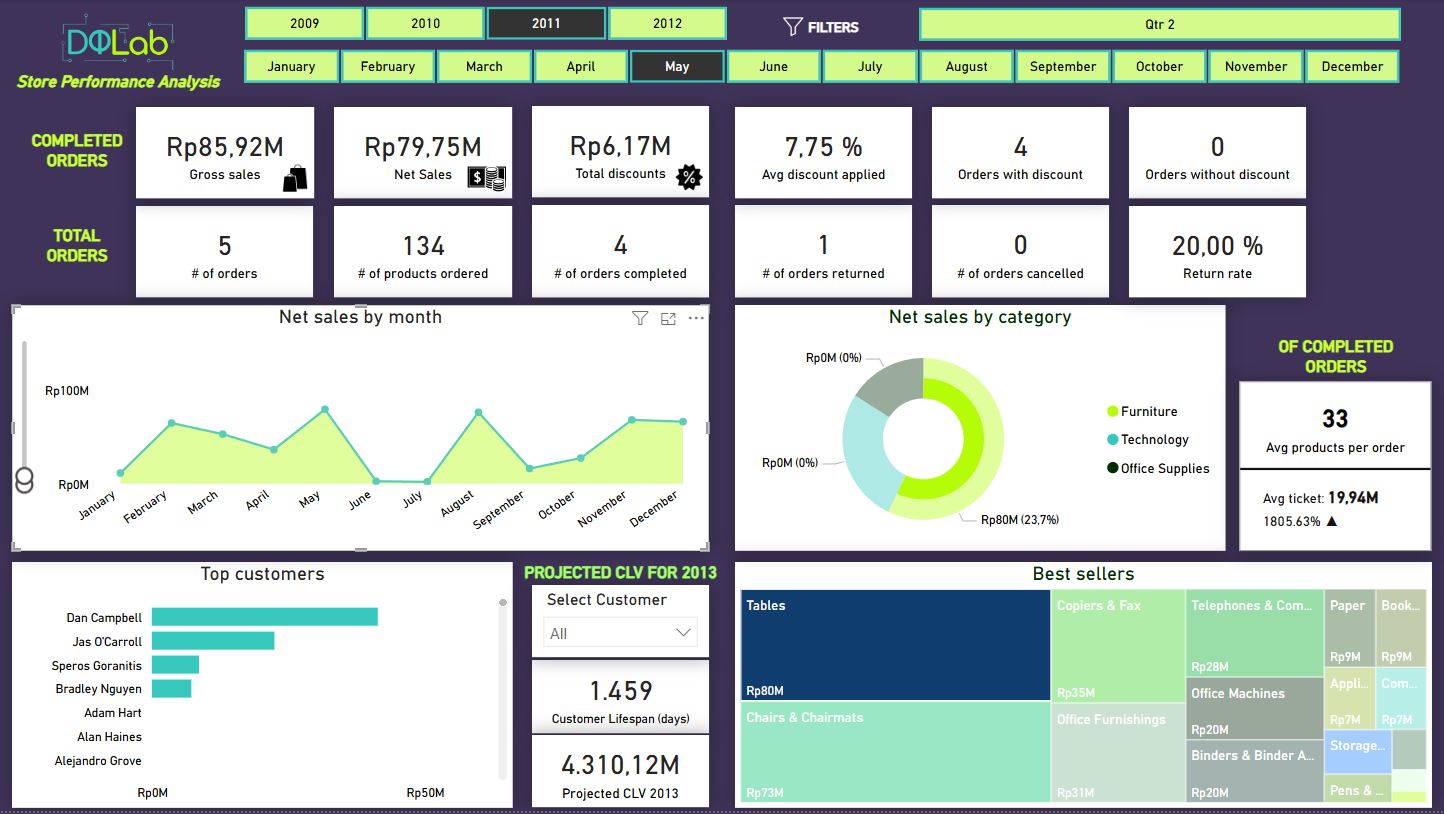 DΦLab
Store Performance Analysis
2009
2010
2011
2012
FILTERS
Qtr 2
January
February
March
April
May
June
July
August
September
October
November
December
COMPLETED
ORDERS
Rp85,92M
Gross sales
Rp79,75M
$
Net Sales
Rp6,17M
%
Total discounts
7,75 %
Avg discount applied
4
Orders with discount
0
Orders without discount
TOTAL
ORDERS
5
# of orders
134
# of products ordered
4
# of orders completed
1
# of orders returned
0
# of orders cancelled
20,00 %
Return rate
Net sales by month
Rp100M
Rp0M
January
February
March
April
May
June
July
August
September
October
November
December
Net sales by category
Rp0M (0%)
Rp0M (0%)
Rp80M (23,7%)
Furniture
Technology
Office Supplies
OF COMPLETED
ORDERS
33
Avg products per order
Avg ticket: 19,94M
1805.63% ▲
Top customers
Dan Campbell
Jas O'Carroll
Speros Goranitis
Bradley Nguyen
Adam Hart
Alan Haines
Alejandro Grove
Rp0M
Rp50M
PROJECTED CLV FOR 2013
Select Customer
All
1.459
Customer Lifespan (days)
4.310,12M
Projected CLV 2013
Best sellers
Tables
Rp80M
Chairs & Chairmats
Rp73M
Copiers & Fax
Rp35M
Office Furnishings
Rp31M
Telephones & Com...
Rp28M
Office Machines
Rp20M
Binders & Binder A...
Rp20M
Paper
Rp9M
Book...
Rp9M
Appli...
Rp7M
Com...
Rp7M
Storage...
Pens & ...